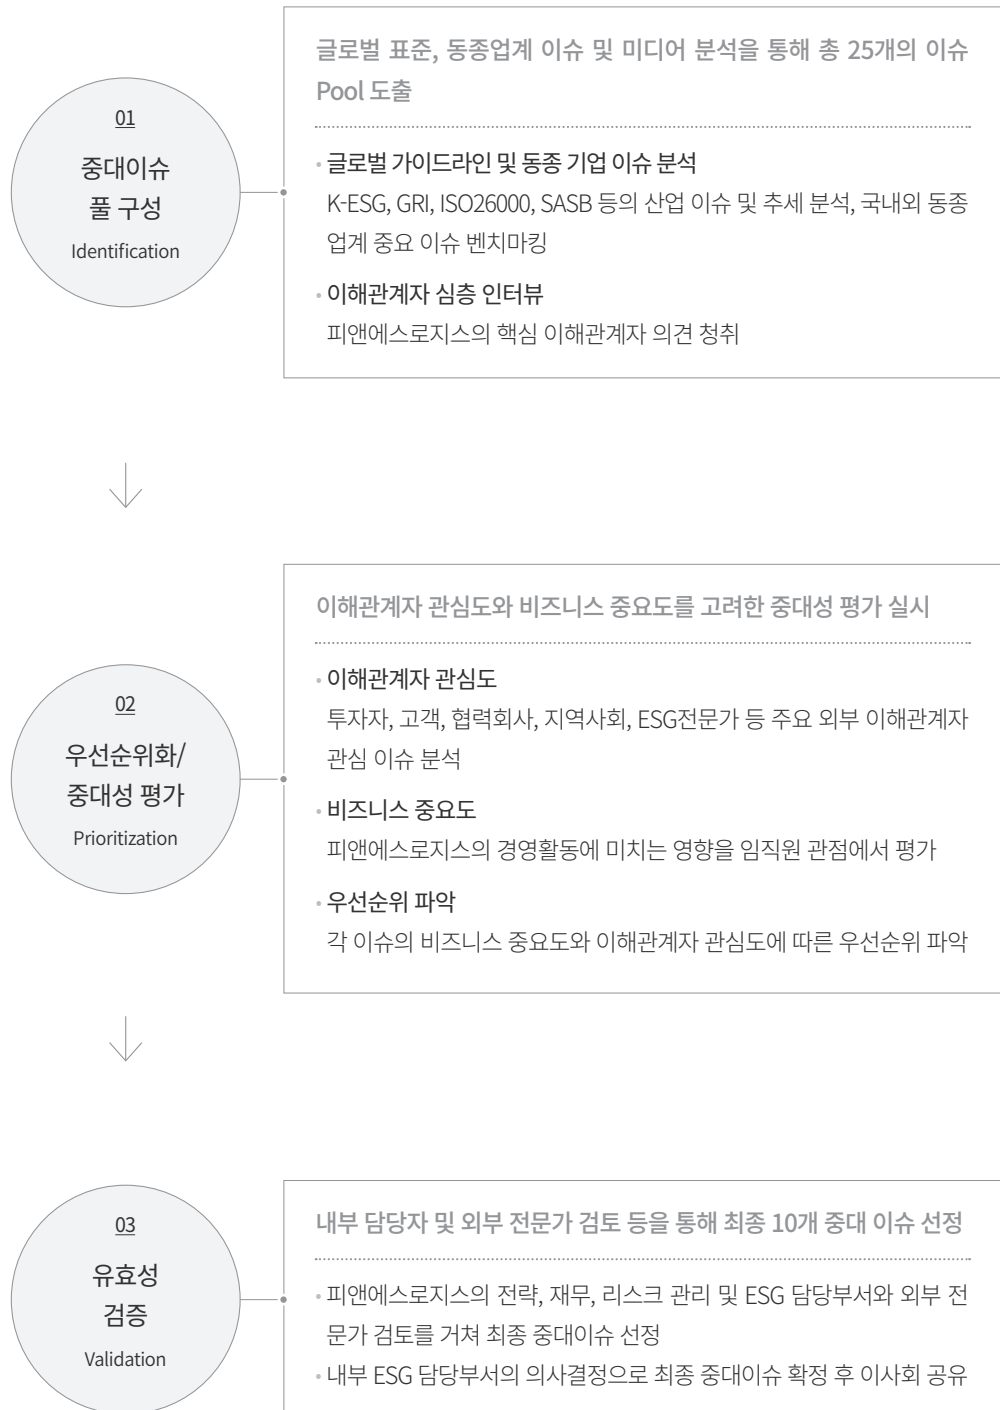 01
중대이슈
풀 구성
Identification
글로벌 표준, 동종업계 이슈 및 미디어 분석을 통해 총 25개의 이슈
Pool 도출
• 글로벌 가이드라인 및 동종 기업 이슈 분석
K-ESG, GRI, ISO26000, SASB 등의 산업 이슈 및 추세 분석, 국내외 동종
업계 중요 이슈 벤치마킹
• 이해관계자 심층 인터뷰
피앤에스로지스의 핵심 이해관계자 의견 청취
02
우선순위화/
중대성 평가
Prioritization
이해관계자 관심도와 비즈니스 중요도를 고려한 중대성 평가 실시
• 이해관계자 관심도
투자자, 고객, 협력회사, 지역사회, ESG전문가 등 주요 외부 이해관계자
관심 이슈 분석
• 비즈니스 중요도
피앤에스로지스의 경영활동에 미치는 영향을 임직원 관점에서 평가
• 우선순위 파악
각 이슈의 비즈니스 중요도와 이해관계자 관심도에 따른 우선순위 파악
03
유효성
검증
Validation
내부 담당자 및 외부 전문가 검토 등을 통해 최종 10개 중대 이슈 선정
• 피앤에스로지스의 전략, 재무, 리스크 관리 및 ESG 담당부서와 외부 전
문가 검토를 거쳐 최종 중대이슈 선정
• 내부 ESG 담당부서의 의사결정으로 최종 중대이슈 확정 후 이사회 공유